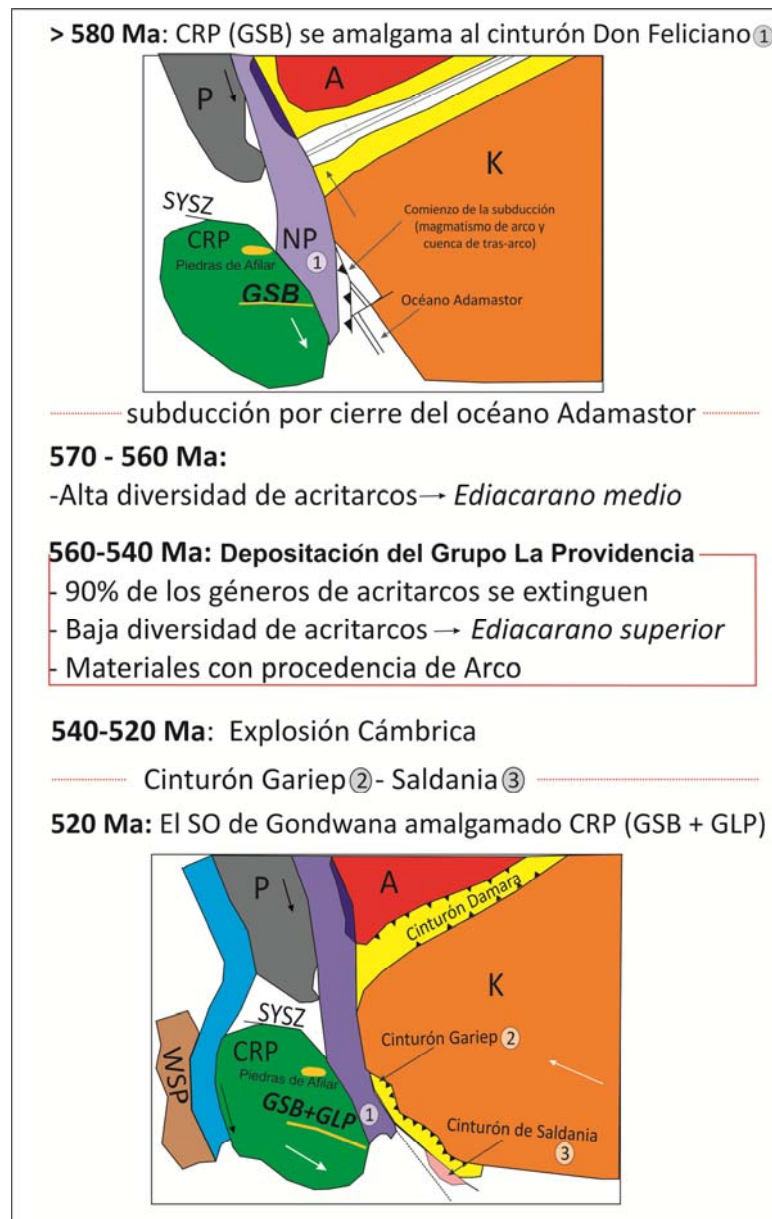 > 580 Ma: CRP (GSB) se amalgama al cinturón Don Feliciano 1
A
P
K
SYSZ
CRP
NP 1
Piedras de Afilar
GSB
Comienzo de la subducción
(magmatismo de arco y
cuenca de tras-arco)
Océano Adamastor
subducción por cierre del océano Adamastor
570 - 560 Ma:
-Alta diversidad de acritarcos→ Ediacarano medio
560-540 Ma: Depositación del Grupo La Providencia
- 90% de los géneros de acritarcos se extinguen
- Baja diversidad de acritarcos → Ediacarano superior
- Materiales con procedencia de Arco
540-520 Ma: Explosión Cámbrica
Cinturón Gariep 2 - Saldania 3
520 Ma: El SO de Gondwana amalgamado CRP (GSB + GLP)
P
A
Cinturón Damara
K
SYSZ
WSP
CRP
Piedras de Afilar
GSB+GLP 1
Cinturón Gariep 2
Cinturón de Saldania
3